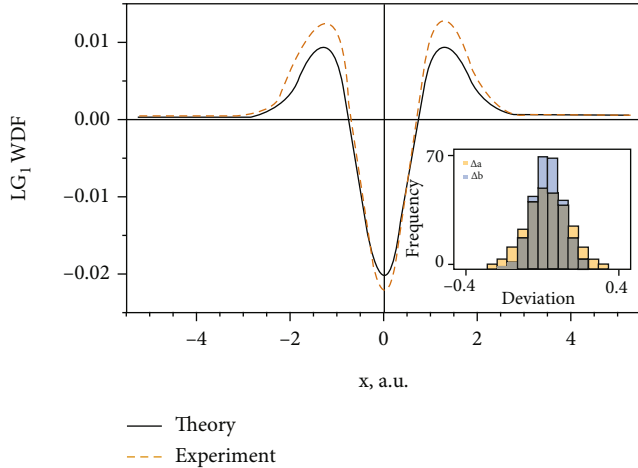 0.01
0.00
−0.01
−0.02
LG1 WDF
−4
−2
0
2
4
x, a.u.
70
0
Frequency
Δa
Δb
−0.4
0.4
Deviation
Theory
Experiment